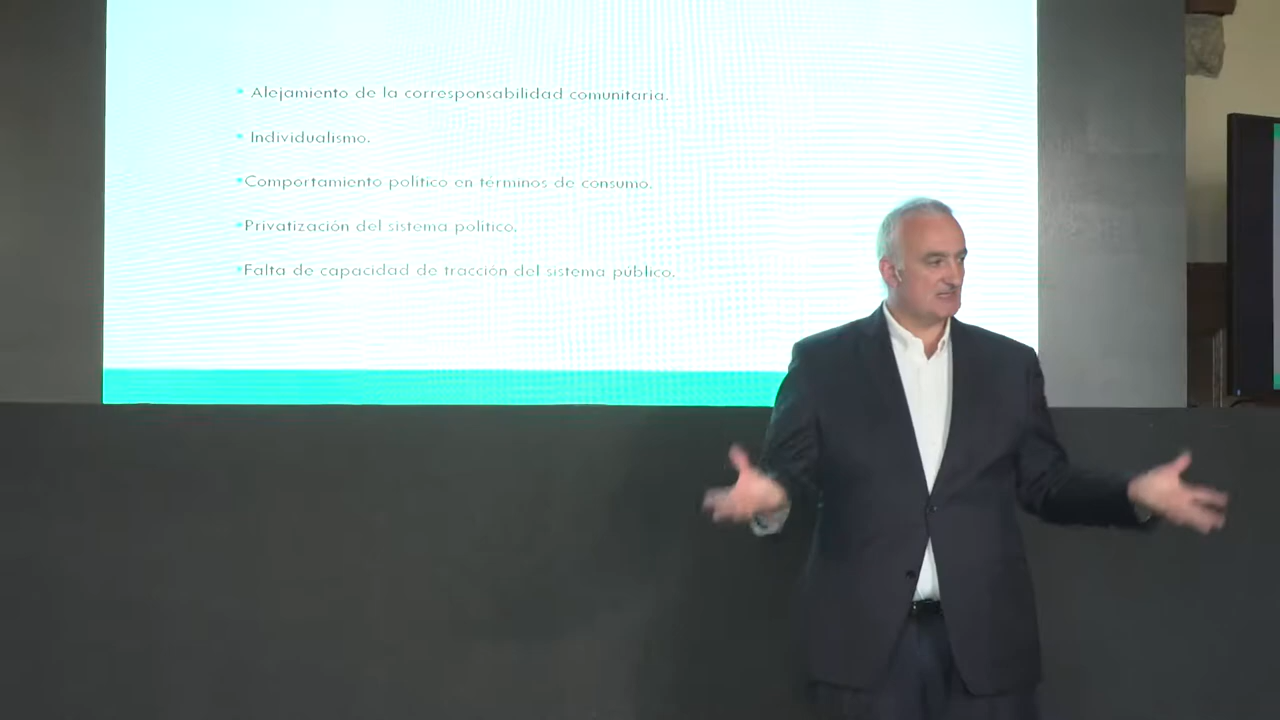 • Alejamiento de la corresponsabilidad comunitaria.
• Individualismo.
•Comportamiento político en términos de consumo.
•Privatización del sistema político.
•Falta de capacidad de tracción del sistema público.